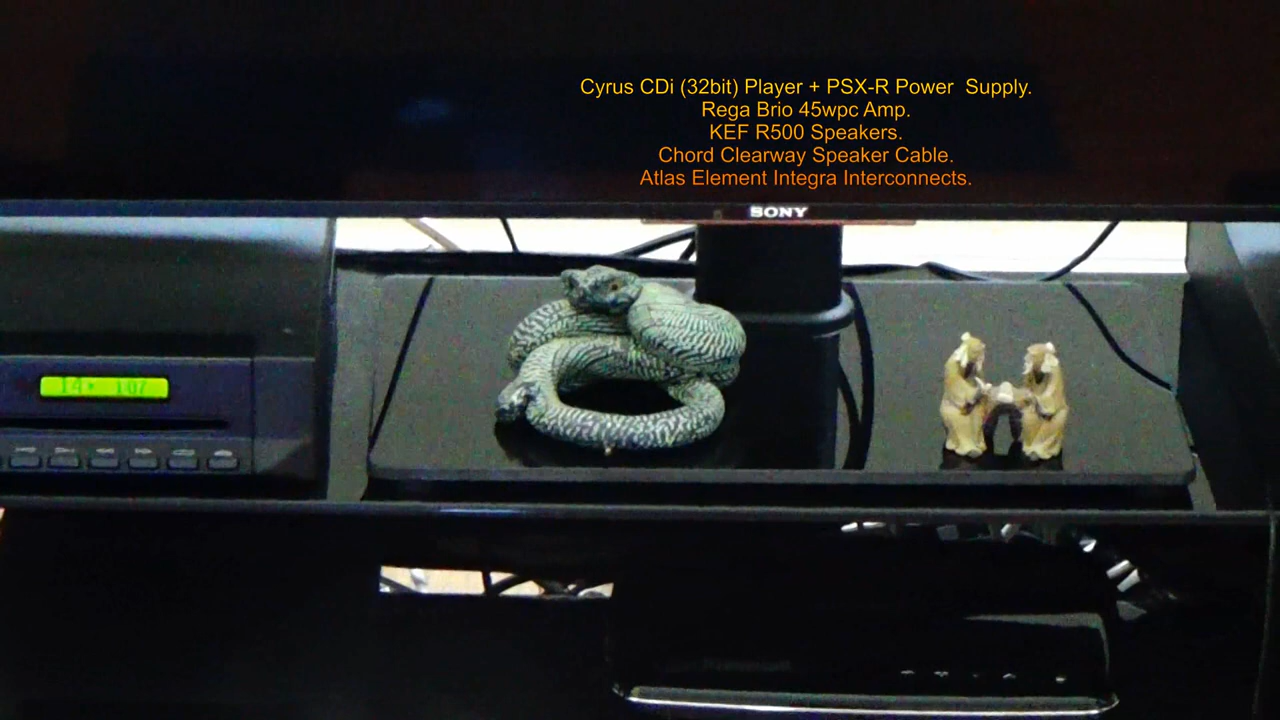 Cyrus CDi (32bit) Player + PSX-R Power  Supply.
Rega Brio 45wpc Amp.
KEF R500 Speakers.
Chord Clearway Speaker Cable.
Atlas Element Integra Interconnects.
SONY